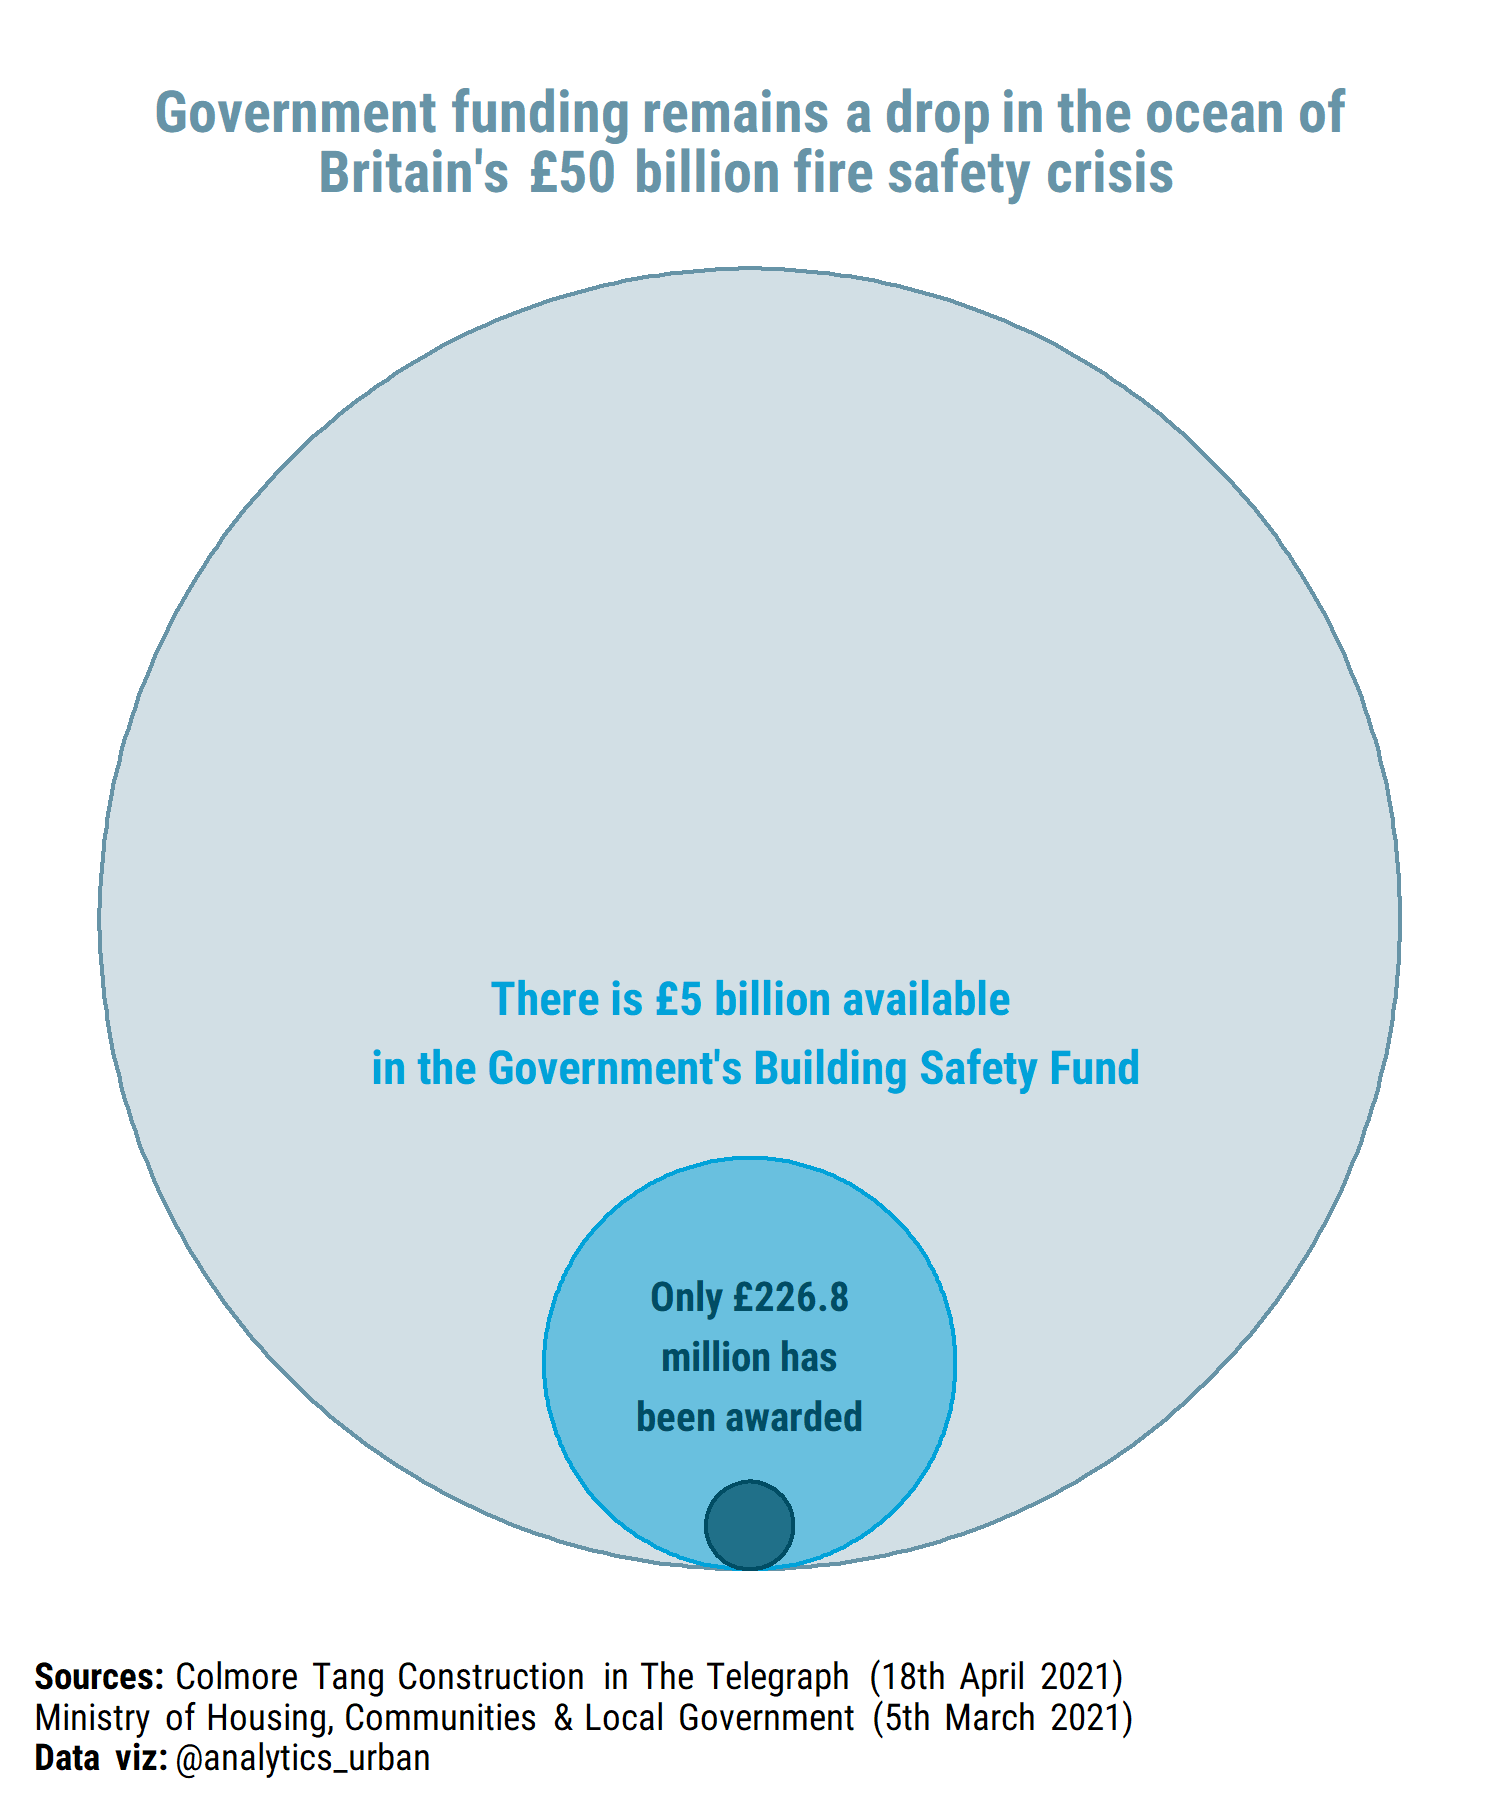 Government funding remains a drop in the ocean of
Britain's £50 billion fire safety crisis
There is £5 billion available
in the Government's Building Safety Fund
Only £226.8
million has
been awarded
Sources: Colmore Tang Construction in The Telegraph (18th April 2021)
Ministry of Housing, Communities & Local Government (5th March 2021)
Data viz: @analytics_urban